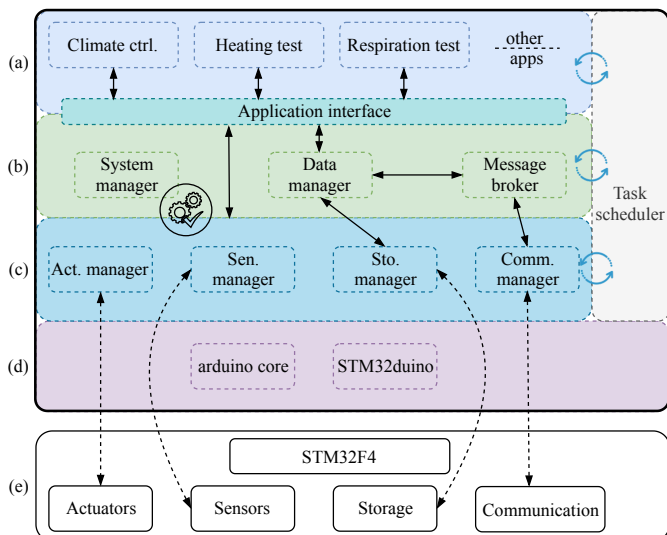 (a)
Climate ctrl.
Heating test
Respiration test
other
apps
Application interface
(b)
System
manager
Data
manager
Message
broker
Task
scheduler
(c)
Act. manager
Sen.
manager
Sto.
manager
Comm.
manager
(d)
arduino core
STM32duino
(e)
STM32F4
Actuators
Sensors
Storage
Communication